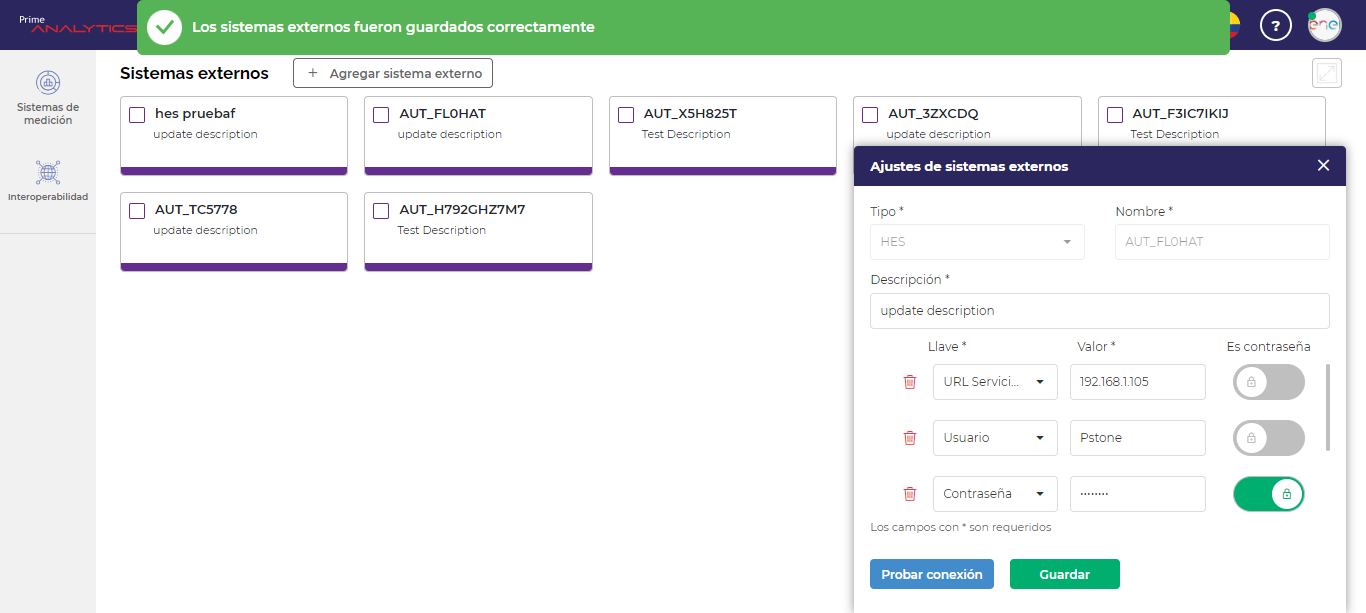 Prime
ANALYTICS
Los sistemas externos fueron guardados correctamente
?
ene
Sistemas de
medición
Interoperabilidad
Sistemas externos
+ Agregar sistema externo
hes pruebaf
update description
AUT_FL0HAT
update description
AUT_X5H825T
Test Description
AUT_3ZXCDQ
update description
AUT_F3IC7IKIJ
Test Description
AUT_TC5778
update description
AUT_H792GHZ7M7
Test Description
Ajustes de sistemas externos
Tipo *
Nombre *
HES
AUT_FL0HAT
Descripción *
update description
Llave *
Valor *
Es contraseña
URL Servici...
192.168.1.105
Usuario
Pstone
Contraseña
••••••••
Los campos con * son requeridos
Probar conexión
Guardar